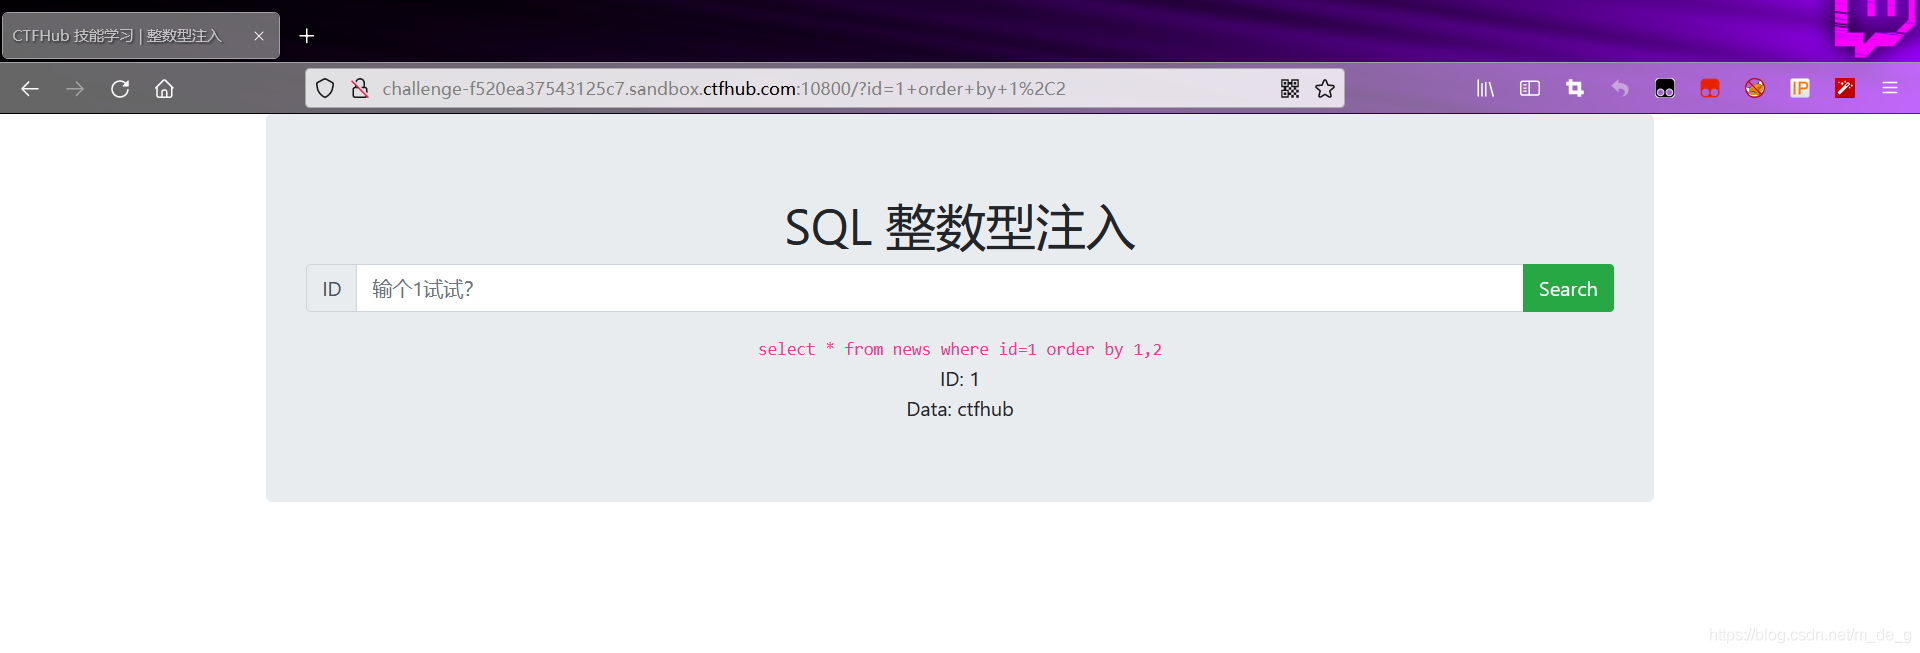 CTFHub 技能学习 | 整数型注入
challenge-f520ea37543125c7.sandbox.ctfhub.com:10800/?id=1+order+by+1%2C2
IP
SQL 整数型注入
ID 输个1试试？ Search
select * from news where id=1 order by 1,2
ID: 1
Data: ctfhub
https://blog.csdn.net/m_de_g